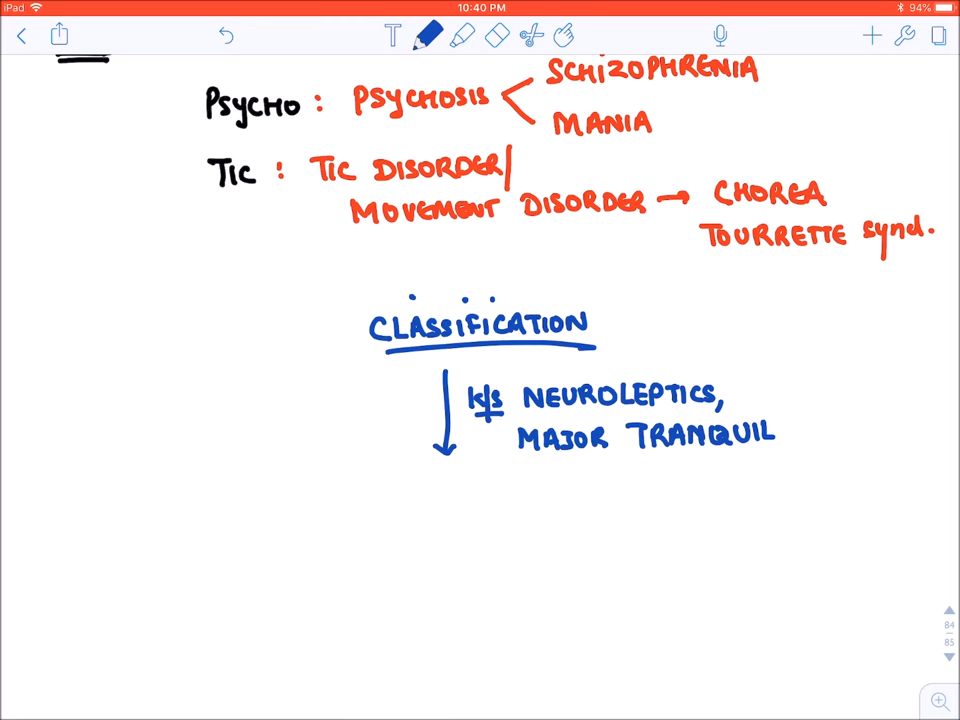 iPad 10:40 PM 94%
T
PSYCHO : PSYCHOSIS SCHIZOPHRENIA
MANIA
TIC : TIC DISORDER/
MOVEMENT DISORDER → CHOREA
TOURRETTE synd.
CLASSIFICATION
k/s NEUROLEPTICS,
MAJOR TRANQUIL
84
85